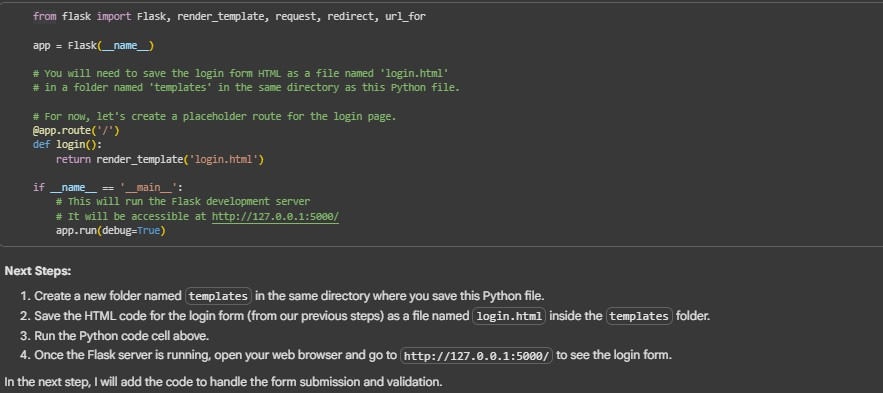 from flask import Flask, render_template, request, redirect, url_for
app = Flask(__name__)
# You will need to save the login form HTML as a file named 'login.html'
# in a folder named 'templates' in the same directory as this Python file.
# For now, let's create a placeholder route for the login page.
@app.route('/')
def login():
    return render_template('login.html')
if __name__ == '__main__':
    # This will run the Flask development server
    # It will be accessible at http://127.0.0.1:5000/
    app.run(debug=True)
Next Steps:
1. Create a new folder named templates in the same directory where you save this Python file.
2. Save the HTML code for the login form (from our previous steps) as a file named login.html inside the templates folder.
3. Run the Python code cell above.
4. Once the Flask server is running, open your web browser and go to http://127.0.0.1:5000/ to see the login form.
In the next step, I will add the code to handle the form submission and validation.